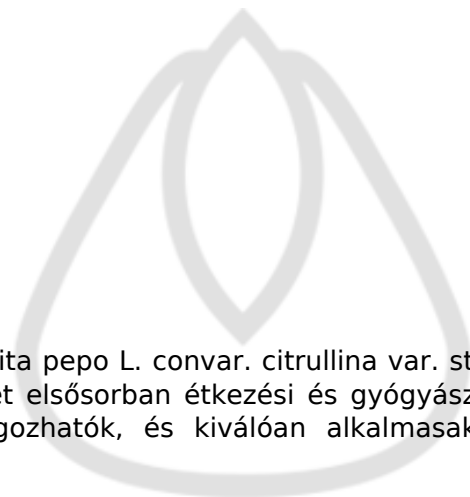 ita pepo L. convar. citrullina var. st
et elsősorban étkezési és gyógyász
gozhatók, és kiválóan alkalmasak